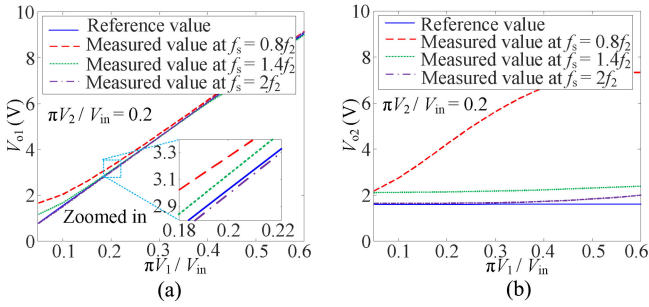 10
8
6
4
2
0
V_o1 (V)
Reference value
Measured value at f_s = 0.8f_2
Measured value at f_s = 1.4f_2
Measured value at f_s = 2f_2
πV_2 / V_in = 0.2
Zoomed in
3.3
3.1
2.9
0.18 0.2 0.22
0.1 0.2 0.3 0.4 0.5 0.6
πV_1 / V_in
(a)
10
8
6
4
2
0
V_o2 (V)
Reference value
Measured value at f_s = 0.8f_2
Measured value at f_s = 1.4f_2
Measured value at f_s = 2f_2
πV_2 / V_in = 0.2
0.1 0.2 0.3 0.4 0.5 0.6
πV_1 / V_in
(b)